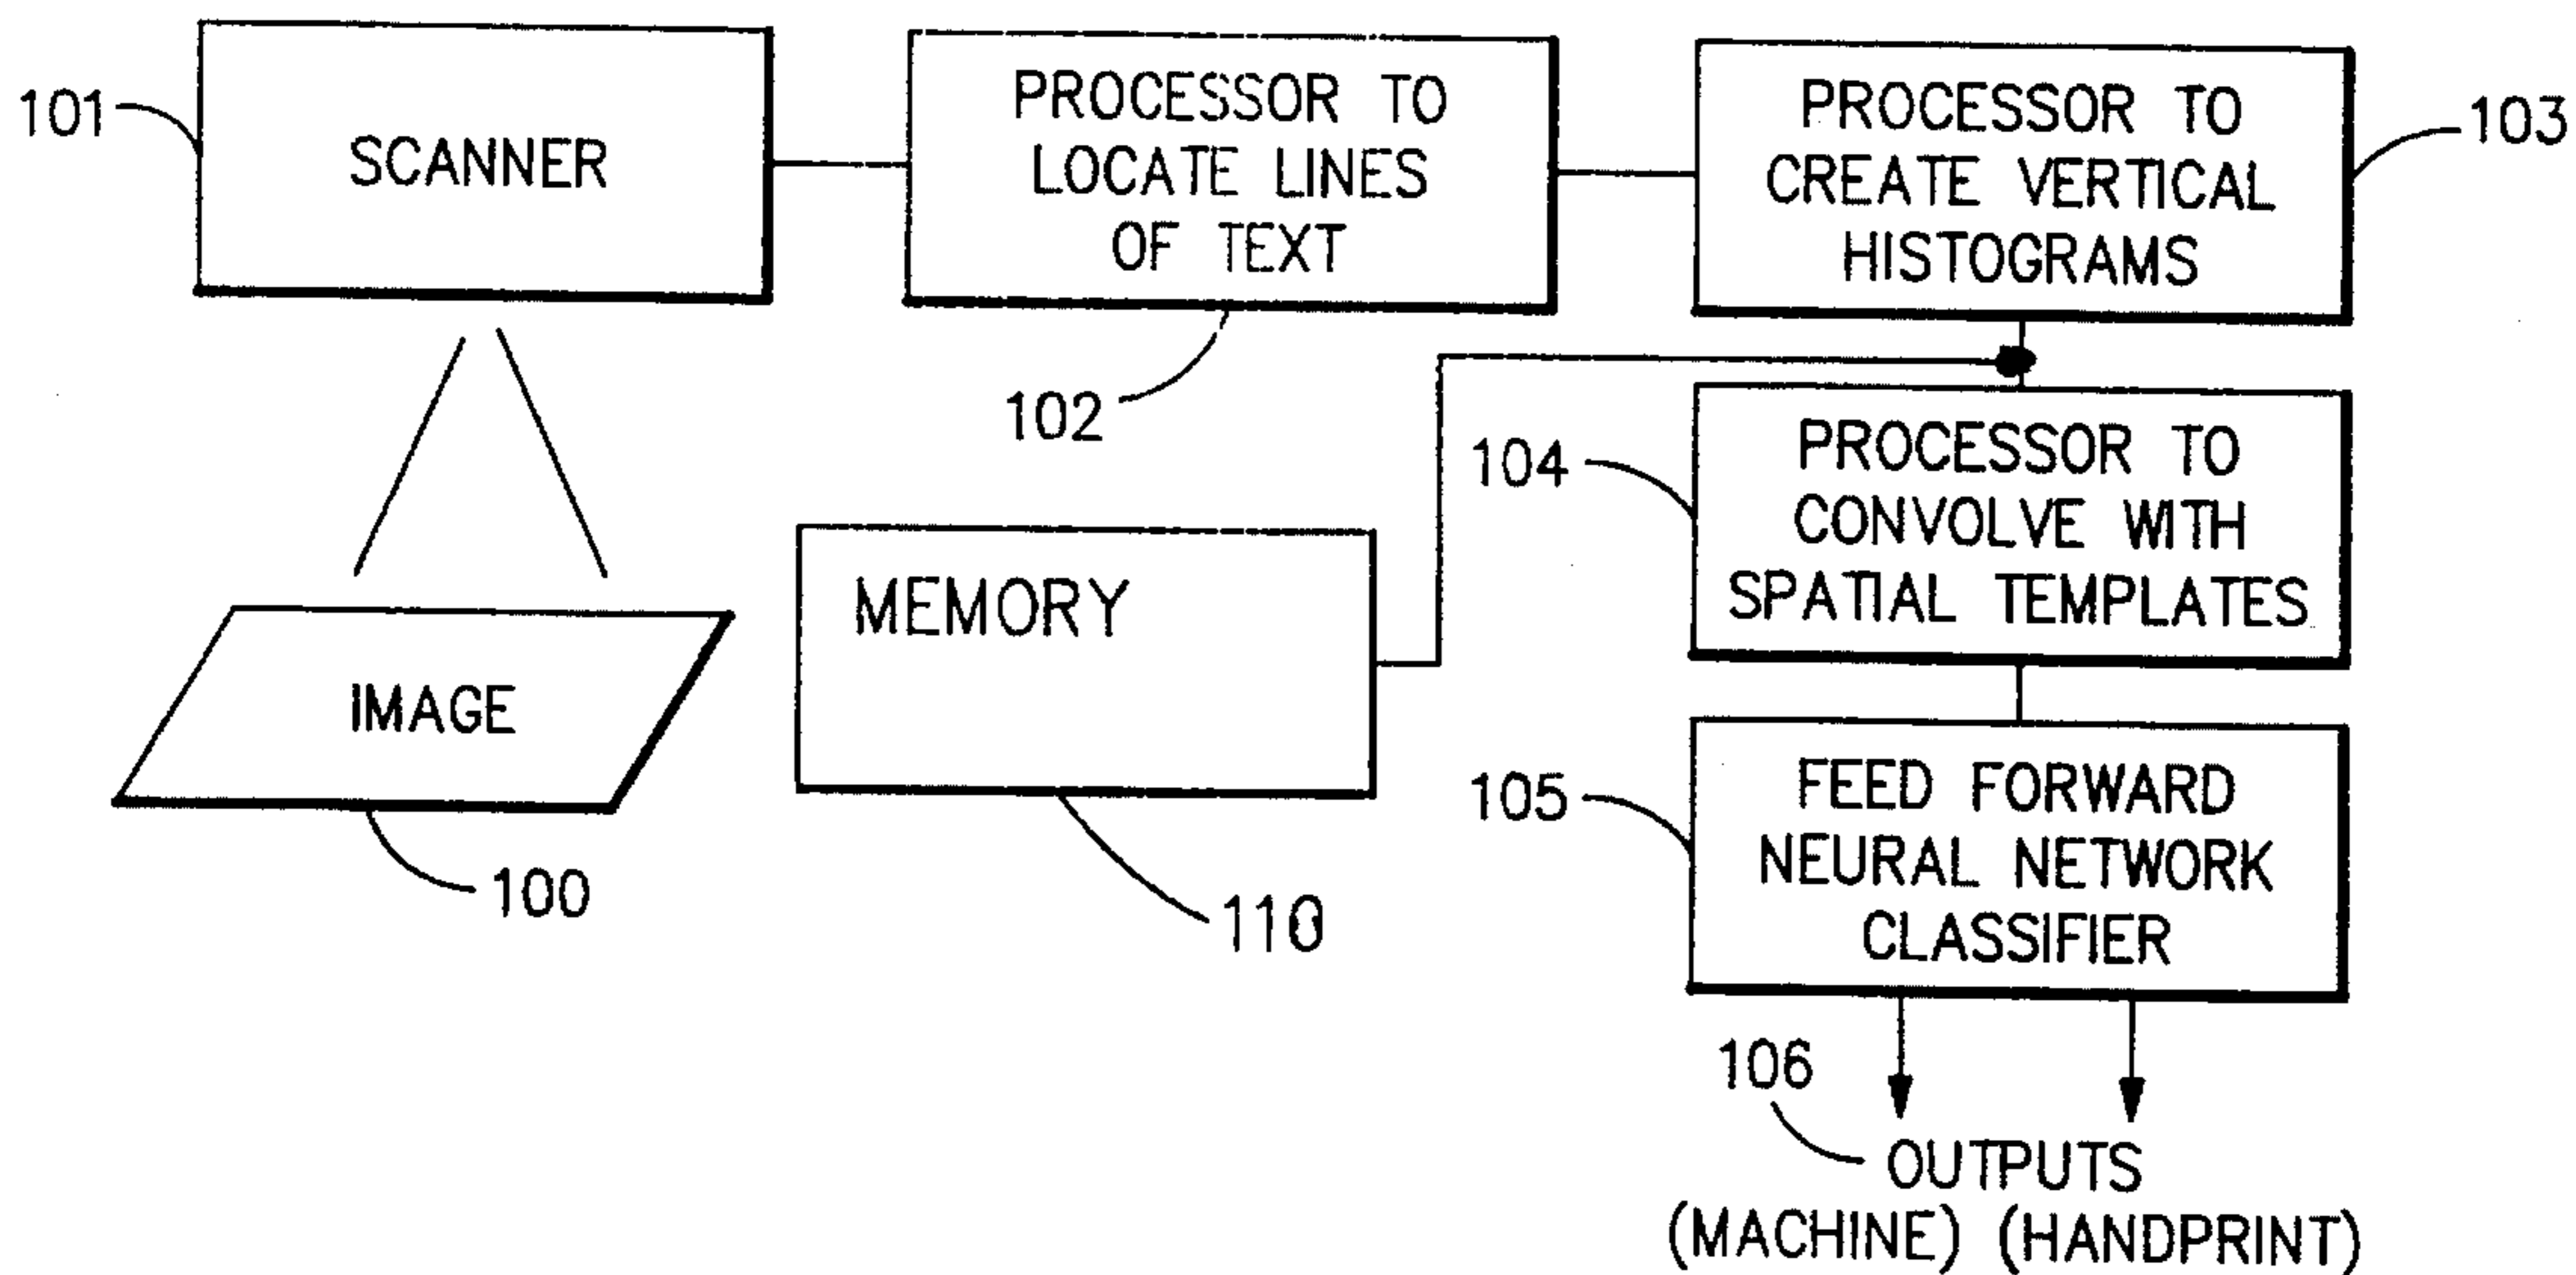 101
SCANNER
PROCESSOR TO
LOCATE LINES
OF TEXT
102
PROCESSOR TO
CREATE VERTICAL
HISTOGRAMS
103
104
PROCESSOR TO
CONVOLVE WITH
SPATIAL TEMPLATES
MEMORY
110
IMAGE
100
105
FEED FORWARD
NEURAL NETWORK
CLASSIFIER
106
OUTPUTS
(MACHINE) (HANDPRINT)